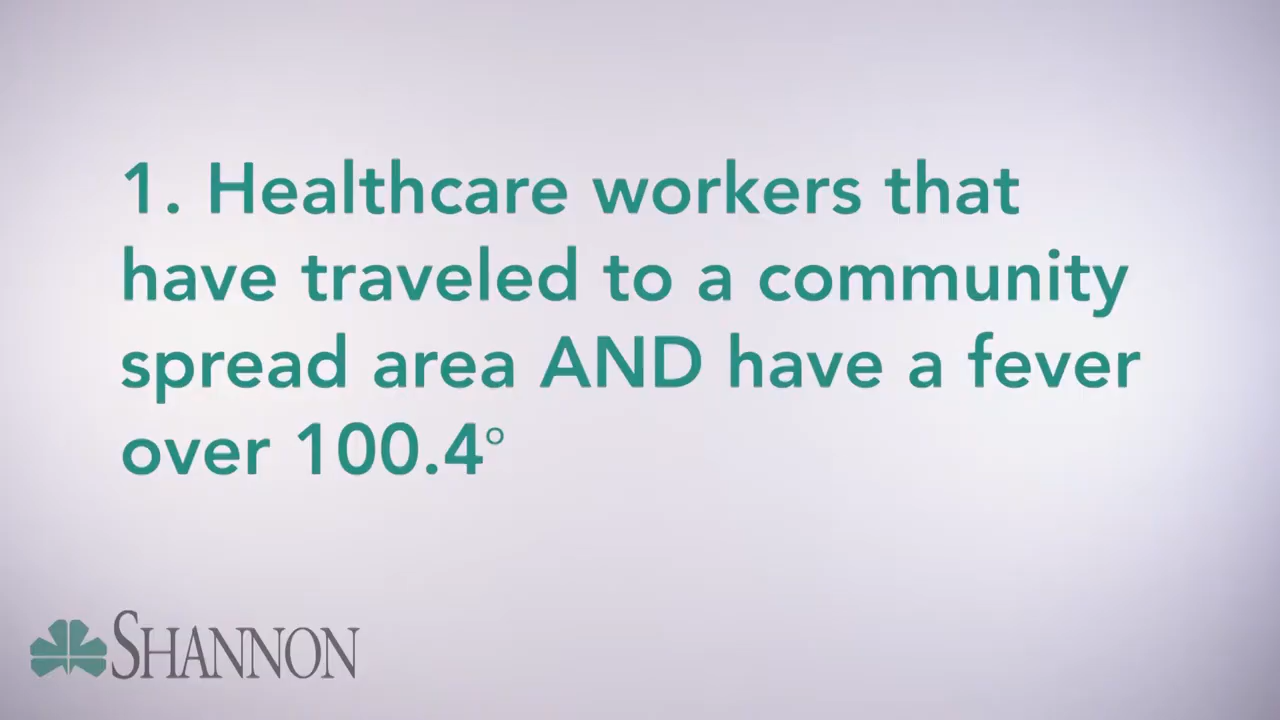 1. Healthcare workers that
have traveled to a community
spread area AND have a fever
over 100.4°
SHANNON